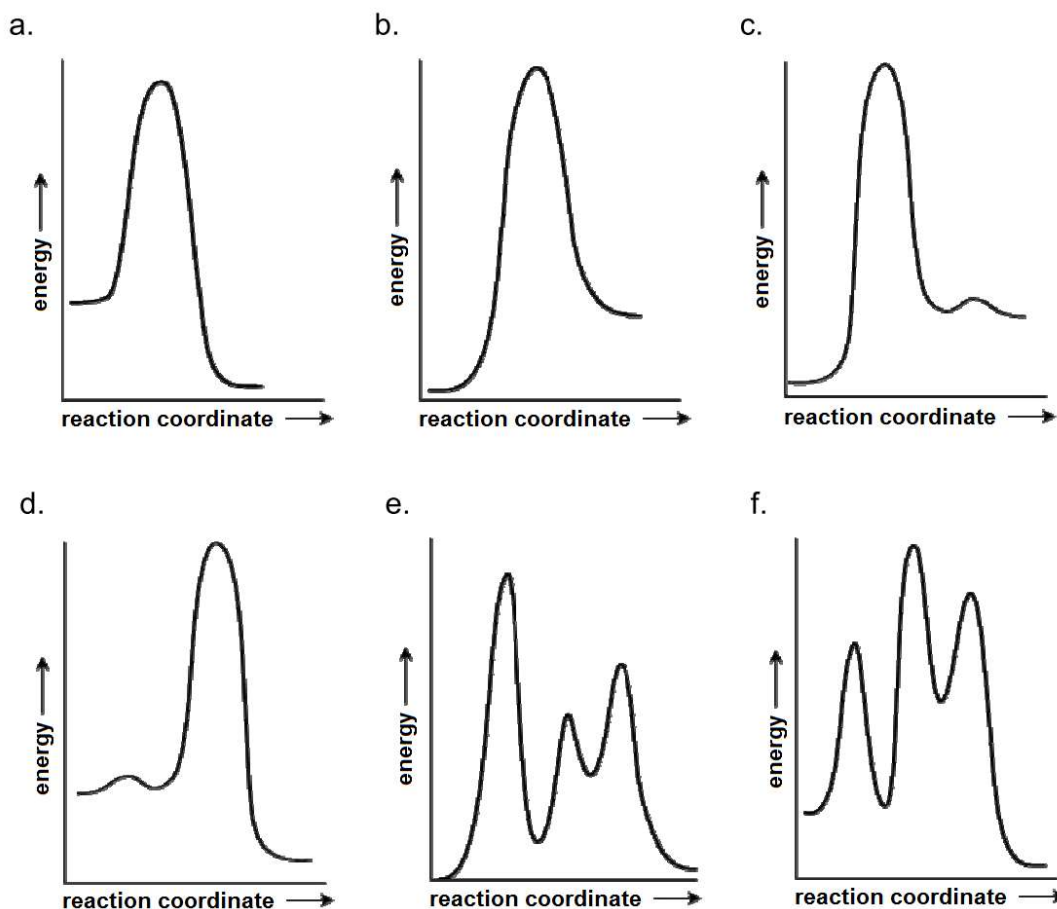 a.
b.
c.
energy
energy
energy
reaction coordinate
reaction coordinate
reaction coordinate
d.
e.
f.
energy
energy
energy
reaction coordinate
reaction coordinate
reaction coordinate